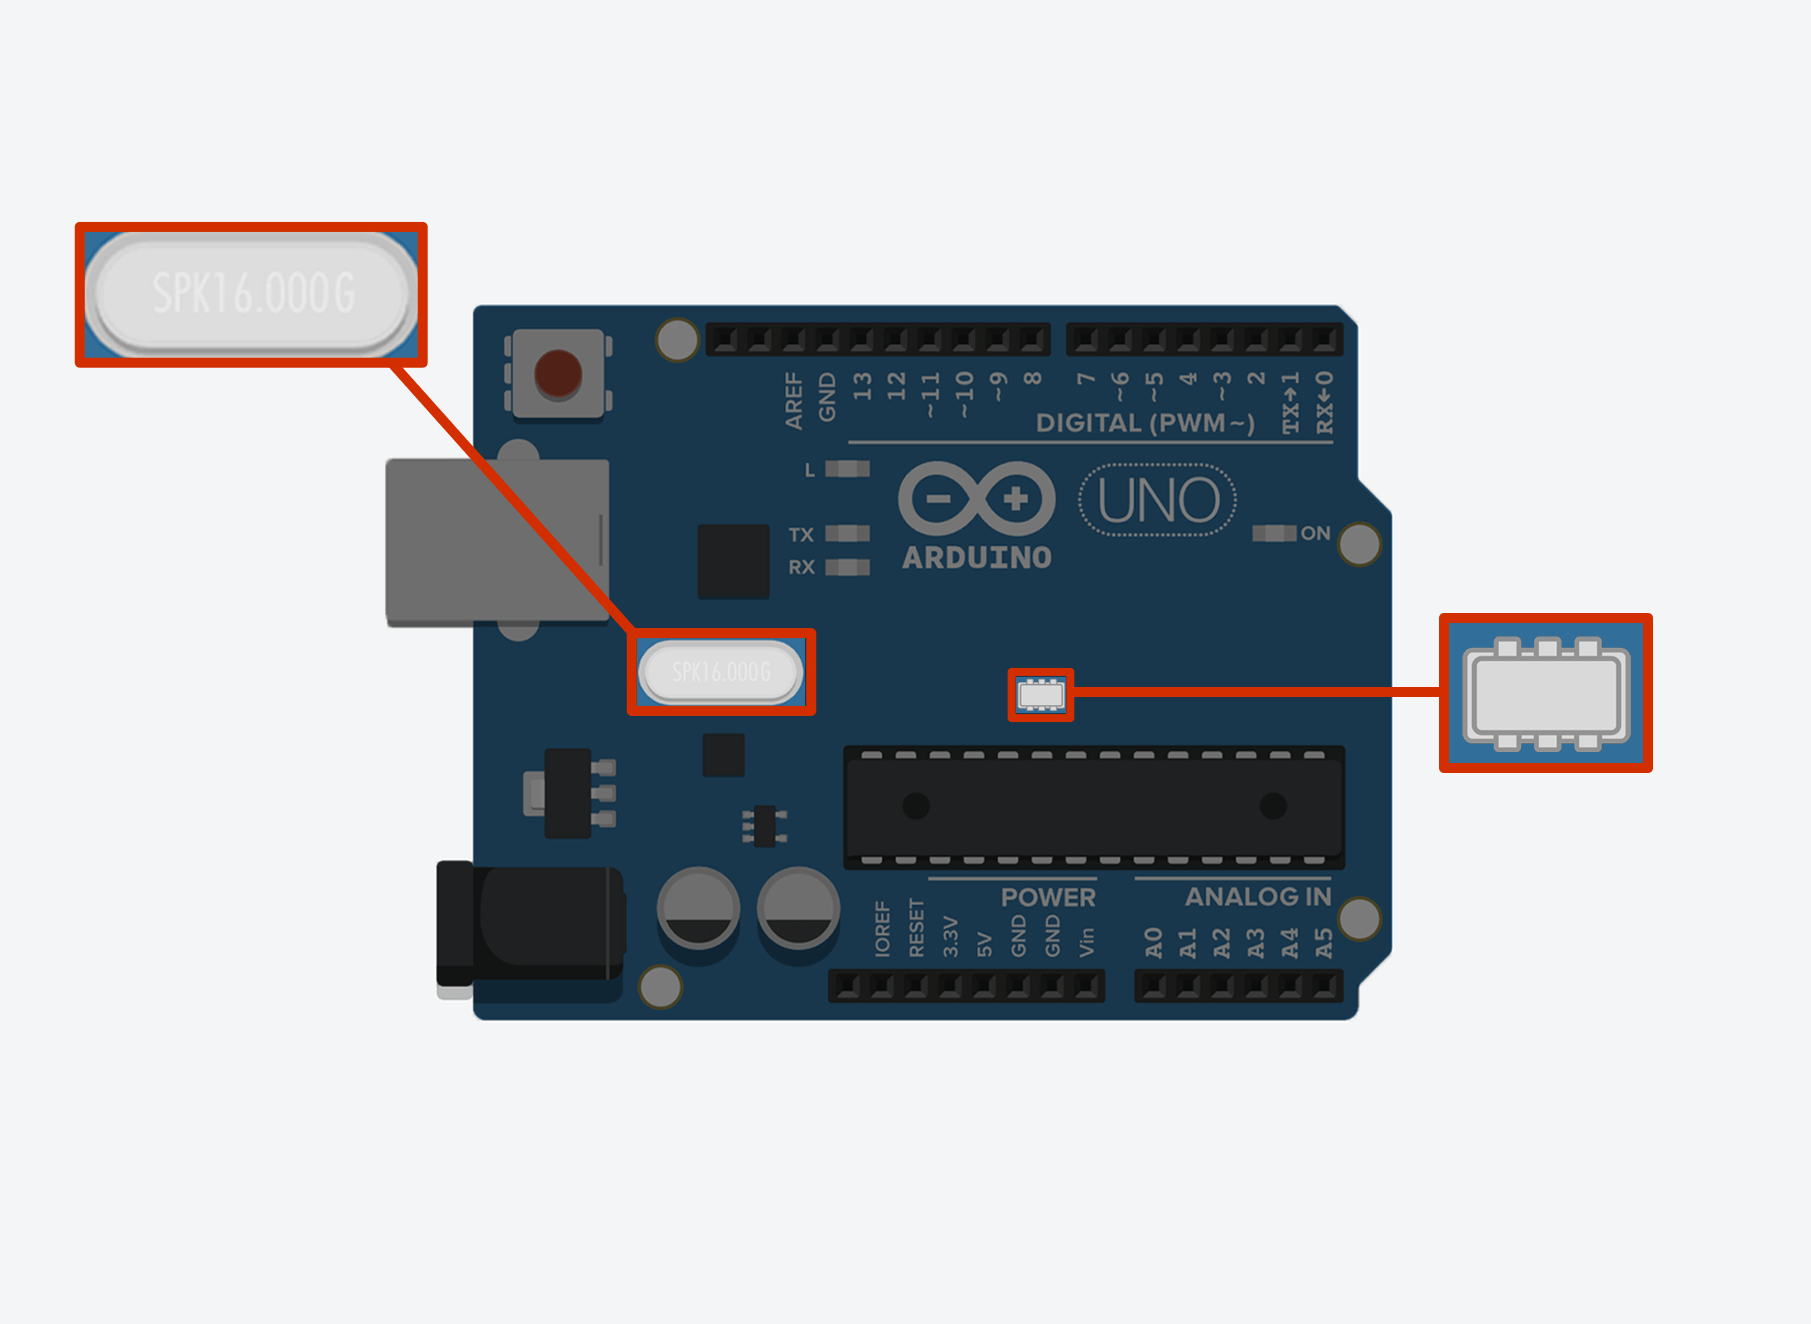 SPK16.000G
AREF
GND
13
12
~11
~10
~9
8
7
~6
~5
4
~3
2
TX→1
RX←0
DIGITAL (PWM~)
L
UNO
TX
RX
ARDUINO
ON
SPK16.000G
POWER
ANALOG IN
IOREF
RESET
3.3V
5V
GND
GND
Vin
A0
A1
A2
A3
A4
A5